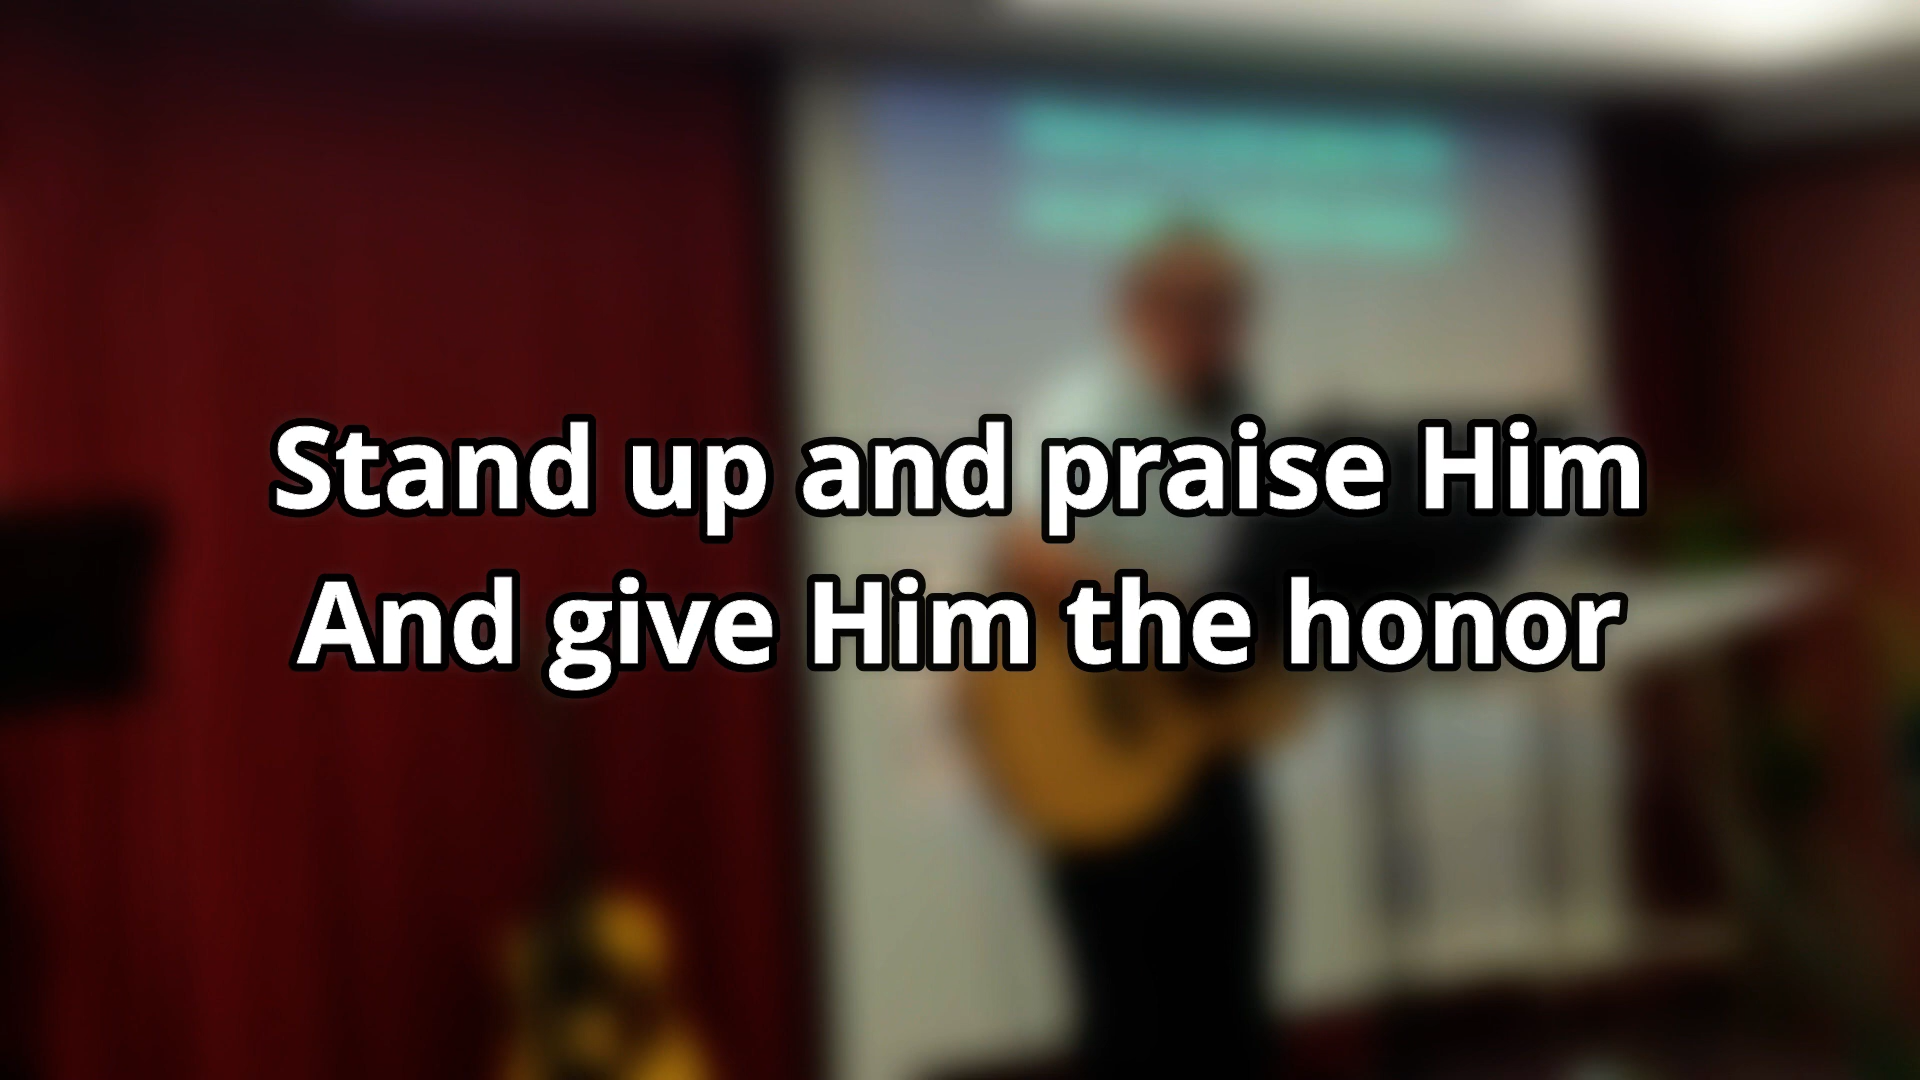 Stand up and praise Him
And give Him the honor